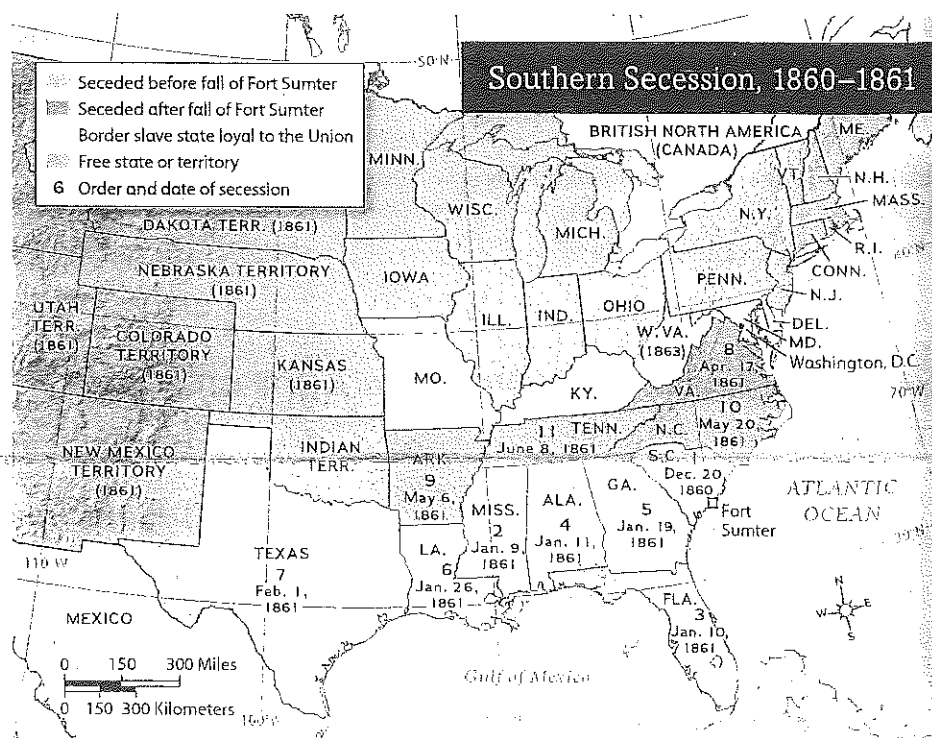 Southern Secession, 1860–1861
Seceded before fall of Fort Sumter
Seceded after fall of Fort Sumter
Border slave state loyal to the Union
Free state or territory
6 Order and date of secession
50 N
BRITISH NORTH AMERICA
(CANADA)
ME.
VT.
N.H.
MASS.
MINN.
WISC.
MICH.
N.Y.
R.I.
CONN.
DAKOTA TERR. (1861)
NEBRASKA TERRITORY
(1861)
IOWA
PENN.
N.J.
UTAH
TERR.
(1861)
COLORADO
TERRITORY
(1861)
KANSAS
(1861)
MO.
ILL.
IND.
OHIO
W. VA.
(1863)
DEL.
MD.
Washington, D.C.
8
Apr. 17,
1861
VA.
KY.
70 W
NEW MEXICO
TERRITORY
(1861)
INDIAN
TERR.
ARK.
9
May 6,
1861
TENN.
11
June 8, 1861
N.C.
10
May 20,
1861
S.C.
Dec. 20
1860
Fort
Sumter
ATLANTIC
OCEAN
110 W
TEXAS
7
Feb. 1,
1861
LA.
6
Jan. 26,
1861
MISS.
2
Jan. 9,
1861
ALA.
4
Jan. 11,
1861
GA.
5
Jan. 19,
1861
FLA.
3
Jan. 10,
1861
MEXICO
Gulf of Mexico
N
W E
S
0 150 300 Miles
0 150 300 Kilometers